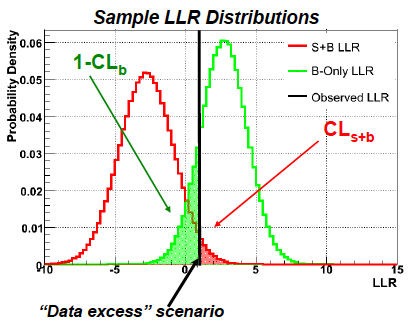 Sample LLR Distributions
Probability Density
0.06
0.05
0.04
0.03
0.02
0.01
0
1-CLb
S+B LLR
B-Only LLR
Observed LLR
CLs+b
-10 -5 0 5 10 15
LLR
“Data excess” scenario